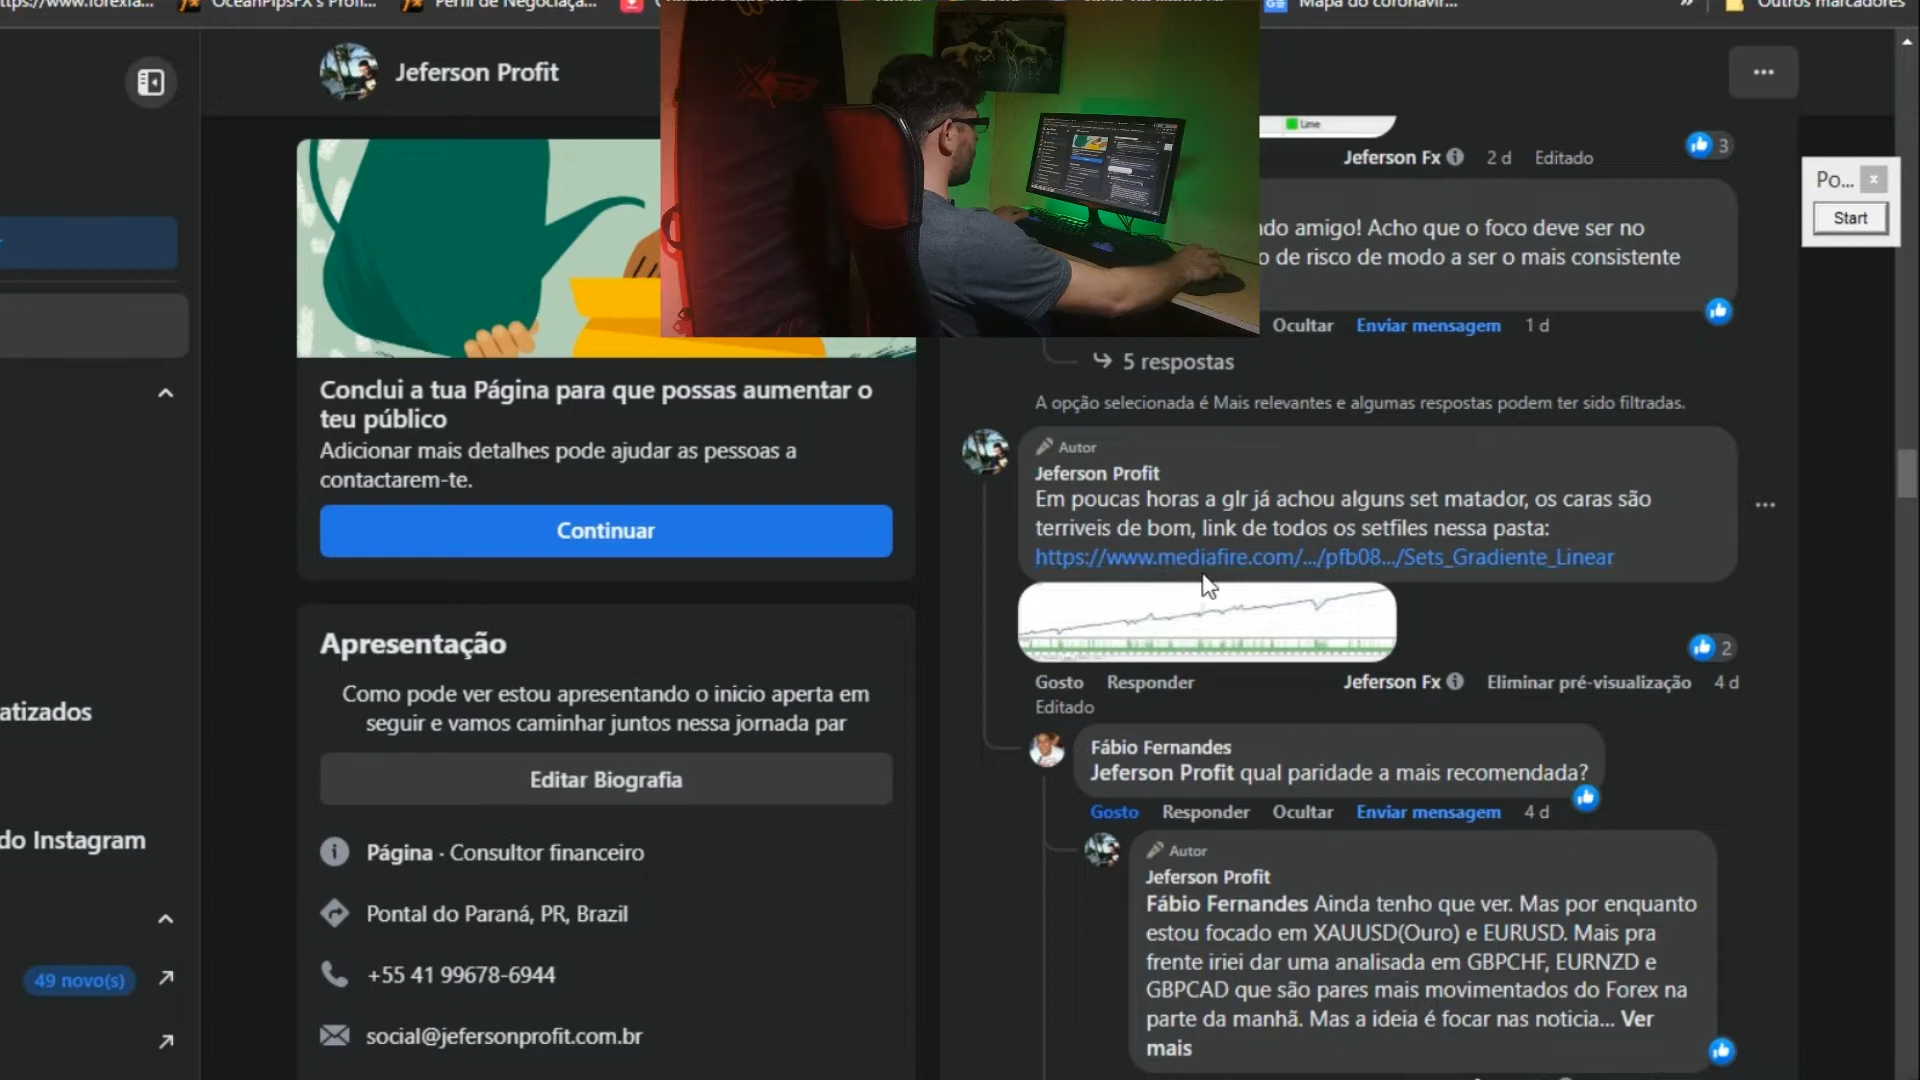 OceanPipsFX's Profi...
Perfil de Negociaçã...
Mapa do coronavír...
»
Outros marcadores
Jeferson Profit
Lime
Jeferson Fx 2 d Editado
3
Po... x
Start
amigo! Acho que o foco deve ser no
de risco de modo a ser o mais consistente
Ocultar Enviar mensagem 1 d
5 respostas
A opção selecionada é Mais relevantes e algumas respostas podem ter sido filtradas.
Conclui a tua Página para que possas aumentar o
teu público
Adicionar mais detalhes pode ajudar as pessoas a
contactarem-te.
Continuar
Autor
Jeferson Profit
Em poucas horas a glr já achou alguns set matador, os caras são
terriveis de bom, link de todos os setfiles nessa pasta:
https://www.mediafire.com/.../pfb08.../Sets_Gradiente_Linear
2
Gosto Responder Jeferson Fx Eliminar pré-visualização 4 d
Editado
Apresentação
Como pode ver estou apresentando o inicio aperta em
seguir e vamos caminhar juntos nessa jornada par
Editar Biografia
Página · Consultor financeiro
Pontal do Paraná, PR, Brazil
+55 41 99678-6944
social@jefersonprofit.com.br
atizados
do Instagram
49 novo(s)
Fábio Fernandes
Jeferson Profit qual paridade a mais recomendada?
Gosto Responder Ocultar Enviar mensagem 4 d
Autor
Jeferson Profit
Fábio Fernandes Ainda tenho que ver. Mas por enquanto
estou focado em XAUUSD(Ouro) e EURUSD. Mais pra
frente iriei dar uma analisada em GBPCHF, EURNZD e
GBPCAD que são pares mais movimentados do Forex na
parte da manhã. Mas a ideia é focar nas noticia... Ver
mais